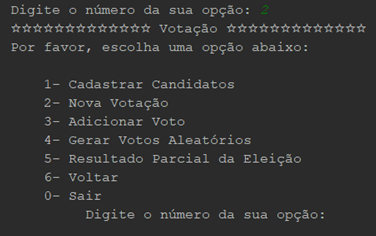 Digite o número da sua opção: 2
☆☆☆☆☆☆☆☆☆☆☆☆☆ Votação ☆☆☆☆☆☆☆☆☆☆☆☆☆
Por favor, escolha uma opção abaixo:
1- Cadastrar Candidatos
2- Nova Votação
3- Adicionar Voto
4- Gerar Votos Aleatórios
5- Resultado Parcial da Eleição
6- Voltar
0- Sair
Digite o número da sua opção: